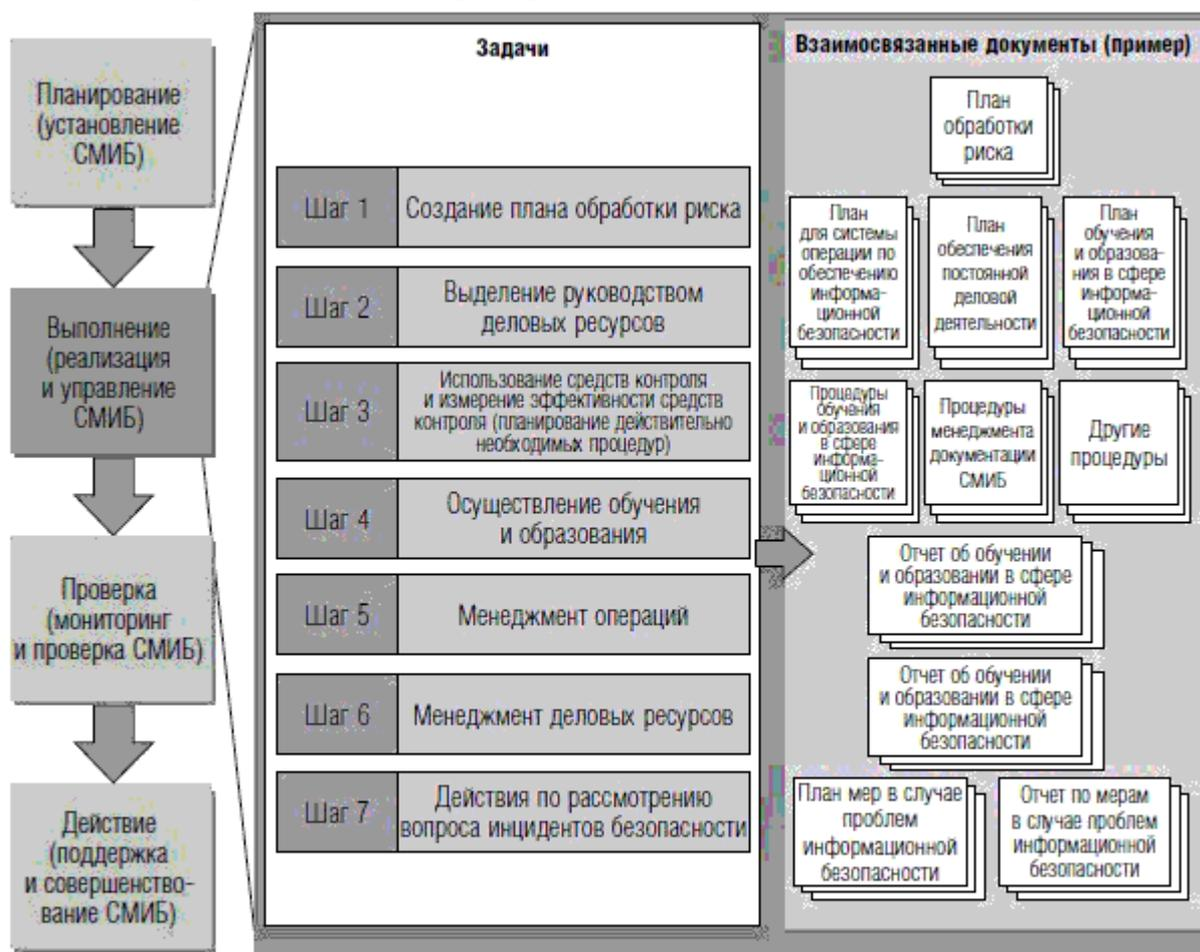 Планирование
(установление
СМИБ)
Выполнение
(реализация
и управление
СМИБ)
Проверка
(мониторинг
и проверка СМИБ)
Действие
(поддержка
и совершенство-
вание СМИБ)
Задачи
Шаг 1
Создание плана обработки риска
Шаг 2
Выделение руководством
деловых ресурсов
Шаг 3
Использование средств контроля
и измерение эффективности средств
контроля (планирование действительно
необходимых процедур)
Шаг 4
Осуществление обучения
и образования
Шаг 5
Менеджмент операций
Шаг 6
Менеджмент деловых ресурсов
Шаг 7
Действия по рассмотрению
вопроса инцидентов безопасности
Взаимосвязанные документы (пример)
План
обработки
риска
План
для системы
операции по
обеспечению
информа-
ционной
безопасности
План
обеспечения
постоянной
деловой
деятельности
План
обучения
и образова-
ния в сфере
информа-
ционной
безопасности
Процедуры
обучения
и образования
в сфере
информа-
ционной
безопасности
Процедуры
менеджмента
документации
СМИБ
Другие
процедуры
Отчет об обучении
и образовании в сфере
информационной
безопасности
Отчет об обучении
и образовании в сфере
информационной
безопасности
План мер в случае
проблем
информационной
безопасности
Отчет по мерам
в случае проблем
информационной
безопасности